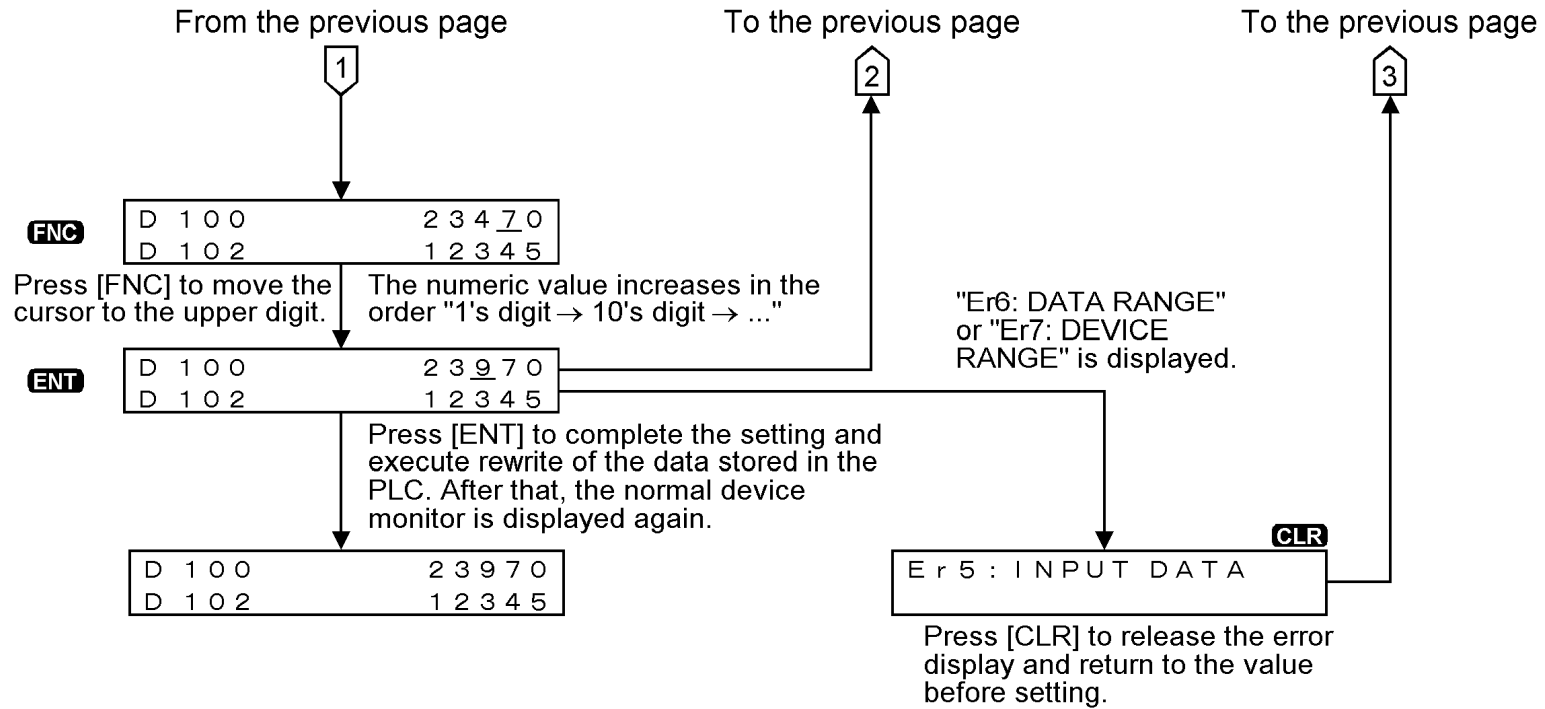 From the previous page
To the previous page
To the previous page
1
2
3
D 100 23470
FNC
D 102 12345
Press [FNC] to move the
cursor to the upper digit.
The numeric value increases in the
order "1's digit → 10's digit → ..."
"Er6: DATA RANGE"
or "Er7: DEVICE
RANGE" is displayed.
D 100 23970
ENT
D 102 12345
Press [ENT] to complete the setting and
execute rewrite of the data stored in the
PLC. After that, the normal device
monitor is displayed again.
CLR
D 100 23970
D 102 12345
Er5: INPUT DATA
Press [CLR] to release the error
display and return to the value
before setting.